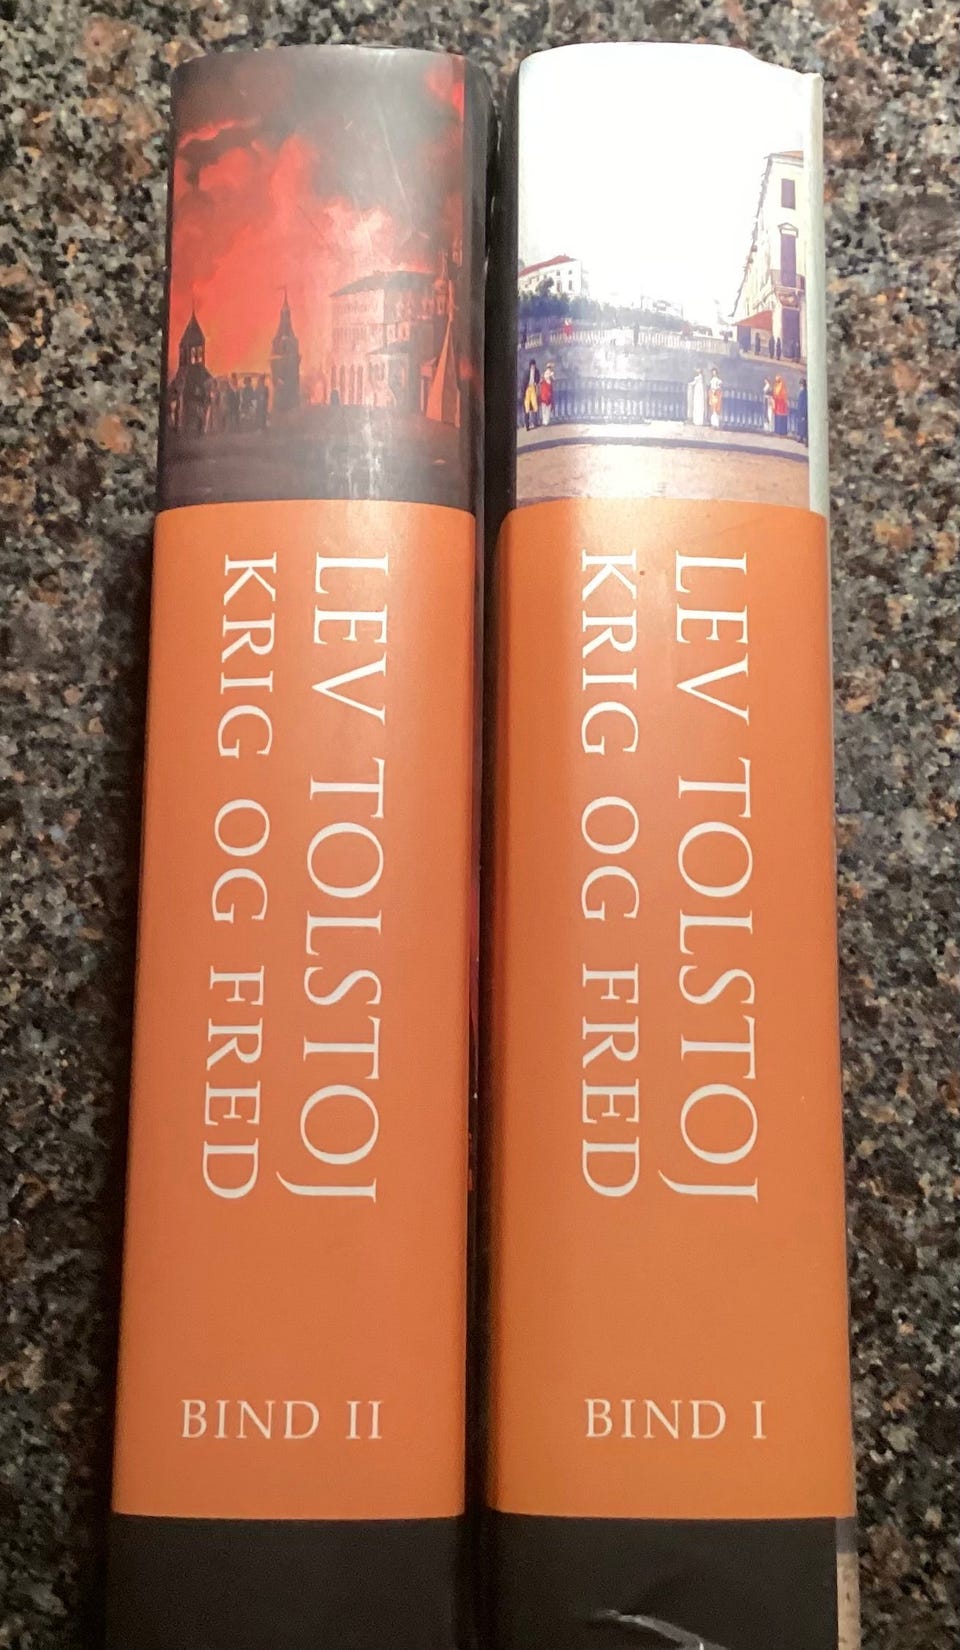 LEV TOLSTOJ
KRIG OG FRED
BIND II
LEV TOLSTOJ
KRIG OG FRED
BIND I